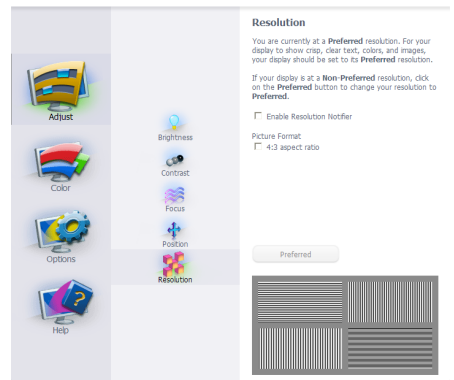 Adjust
Color
Options
Help
Brightness
Contrast
Focus
Position
Resolution
Resolution
You are currently at a Preferred resolution. For your
display to show crisp, clear text, colors, and images,
your display should be set to its Preferred resolution.
If your display is at a Non-Preferred resolution, click
on the Preferred button to change your resolution to
Preferred.
Enable Resolution Notifier
Picture Format
4:3 aspect ratio
Preferred